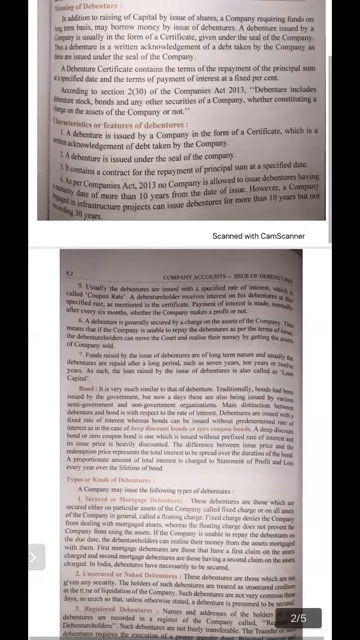 Meaning of Debenture :
In addition to raising of Capital by issue of shares, a Company requiring funds on
long term basis, may borrow money by issue of debentures. A debenture issued by a
Company is usually in the form of a Certificate, given under the seal of the Company.
Thus a debenture is a written acknowledgement of a debt taken by the Company as
these are issued under the seal of the Company.
A Debenture Certificate contains the terms of the repayment of the principal sum
at a specified date and the terms of payment of interest at a fixed per cent.
According to section 2(30) of the Companies Act 2013, "Debenture includes
debenture stock, bonds and any other securities of a Company, whether constituting a
charge on the assets of the Company or not."
Characteristics or features of debentures :
1. A debenture is issued by a Company in the form of a Certificate, which is a
written acknowledgement of debt taken by the Company.
2. A debenture is issued under the seal of the company.
3. It contains a contract for the repayment of principal sum at a specified date.
4. As per Companies Act, 2013 no Company is allowed to issue debentures having
a maturity date of more than 10 years from the date of issue. However, a Company
engaged in infrastructure projects can issue debentures for more than 10 years but not
exceeding 30 years.
Scanned with CamScanner
COMPANY ACCOUNTS – ISSUE OF DEBENTURES
5. Usually the debentures are issued with a specified rate of interest, which is
called 'Coupon Rate'. A debentureholder receives interest on his debentures at this
specified rate, as mentioned in the certificate. Payment of interest is made, normally
after every six months, whether the Company makes a profit or not.
6. A debenture is generally secured by a charge on the assets of the Company. This
means that if the Company is unable to repay the debentures as per the terms of issue,
the debentureholders can move the Court and realise their money by getting the assets
of Company sold.
7. Funds raised by the issue of debentures are of long term nature and usually the
debentures are repaid after a long period, such as seven years, ten years or twelve
years. As such, the loan raised by the issue of debentures is also called as 'Loan
Capital'.
Bond : It is very much similar to that of debenture. Traditionally, bonds had been
issued by the government, but now a days these are also being issued by various
semi-government and non-government organisations. Main distinction between
debenture and bond is with respect to the rate of interest. Debentures are issued with a
fixed rate of interest whereas bonds can be issued without predetermined rate of
interest as in the case of deep discount bonds or zero coupon bonds. A deep discount
bond or zero coupon bond is one which is issued without prefixed rate of interest and
its issue price is heavily discounted. The difference between issue price and the
redemption price represents the total interest to be spread over the duration of the bond.
A proportionate amount of total interest is charged to Statement of Profit and Loss
every year over the lifetime of bond.
Types or Kinds of Debentures :
A Company may issue the following types of debentures :
1. Secured or Mortgage Debentures : These debentures are those which are
secured either on particular assets of the Company called fixed charge or on all assets
of the Company in general, called a floating charge. Fixed charge denies the Company
from dealing with mortgaged assets, whereas the floating charge does not prevent the
Company from using the assets. If the Company is unable to repay the debentures on
the due date, the debentureholders can realise their money from the assets mortgaged
with them. First mortgage debentures are those that have a first claim on the assets
charged and second mortgage debentures are those having a second claim on the assets
charged. In India, debentures have necessarily to be secured.
2. Unsecured or Naked Debentures : These debentures are those which are not
given any security. The holders of such debentures are treated as unsecured creditors
at the time of liquidation of the Company. Such debentures are not very common these
days, so much so that, unless otherwise stated, a debenture is presumed to be secured
3. Registered Debentures : Names and addresses of the holders of
debentures are recorded in a register of the Company called, "Register of
Debentureholders". Such debentures are not freely transferable. The Transfer of
debentures requires the execution of a proper transfer deed.
2/5